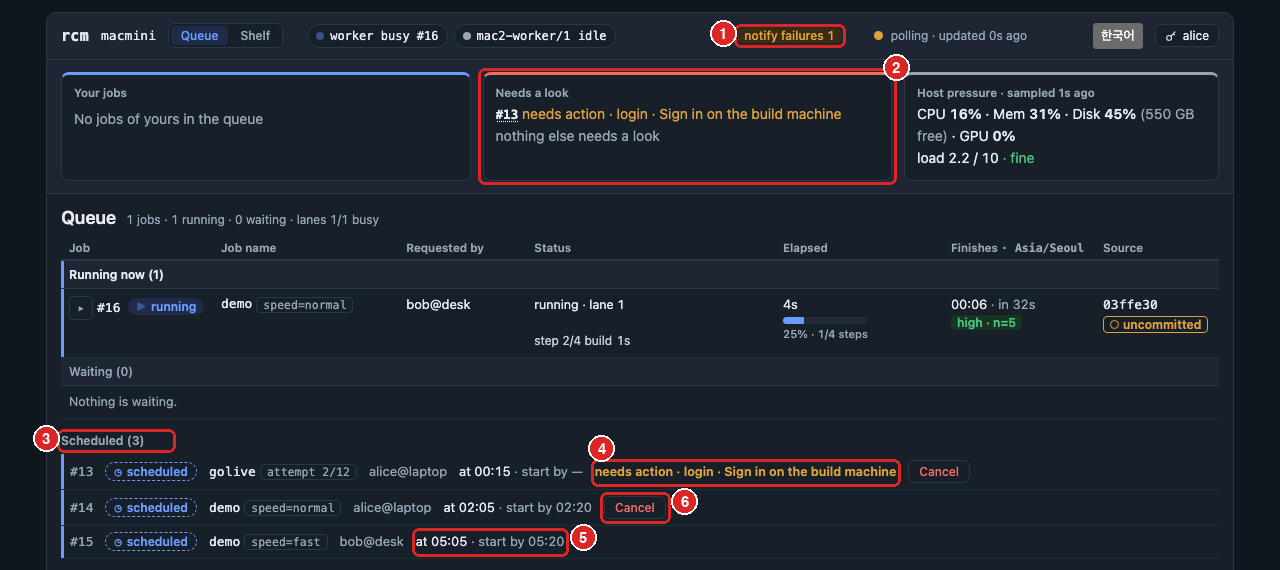 rcm macmini Queue Shelf worker busy #16 mac2-worker/1 idle 1 notify failures 1 polling · updated 0s ago 한국어 alice
2
Your jobs
No jobs of yours in the queue
Needs a look
#13 needs action · login · Sign in on the build machine
nothing else needs a look
Host pressure · sampled 1s ago
CPU 16% · Mem 31% · Disk 45% (550 GB
free) · GPU 0%
load 2.2 / 10 · fine
Queue 1 jobs · 1 running · 0 waiting · lanes 1/1 busy
Job Job name Requested by Status Elapsed Finishes · Asia/Seoul Source
Running now (1)
#16 running demo speed=normal bob@desk running · lane 1 4s 00:06 · in 32s 03ffe30
high · n=5 uncommitted
step 2/4 build 1s 25% · 1/4 steps
Waiting (0)
Nothing is waiting.
3 Scheduled (3)
4
#13 scheduled golive attempt 2/12 alice@laptop at 00:15 · start by — needs action · login · Sign in on the build machine Cancel
#14 scheduled demo speed=normal alice@laptop at 02:05 · start by 02:20 Cancel 6
#15 scheduled demo speed=fast bob@desk at 05:05 · start by 05:20 5